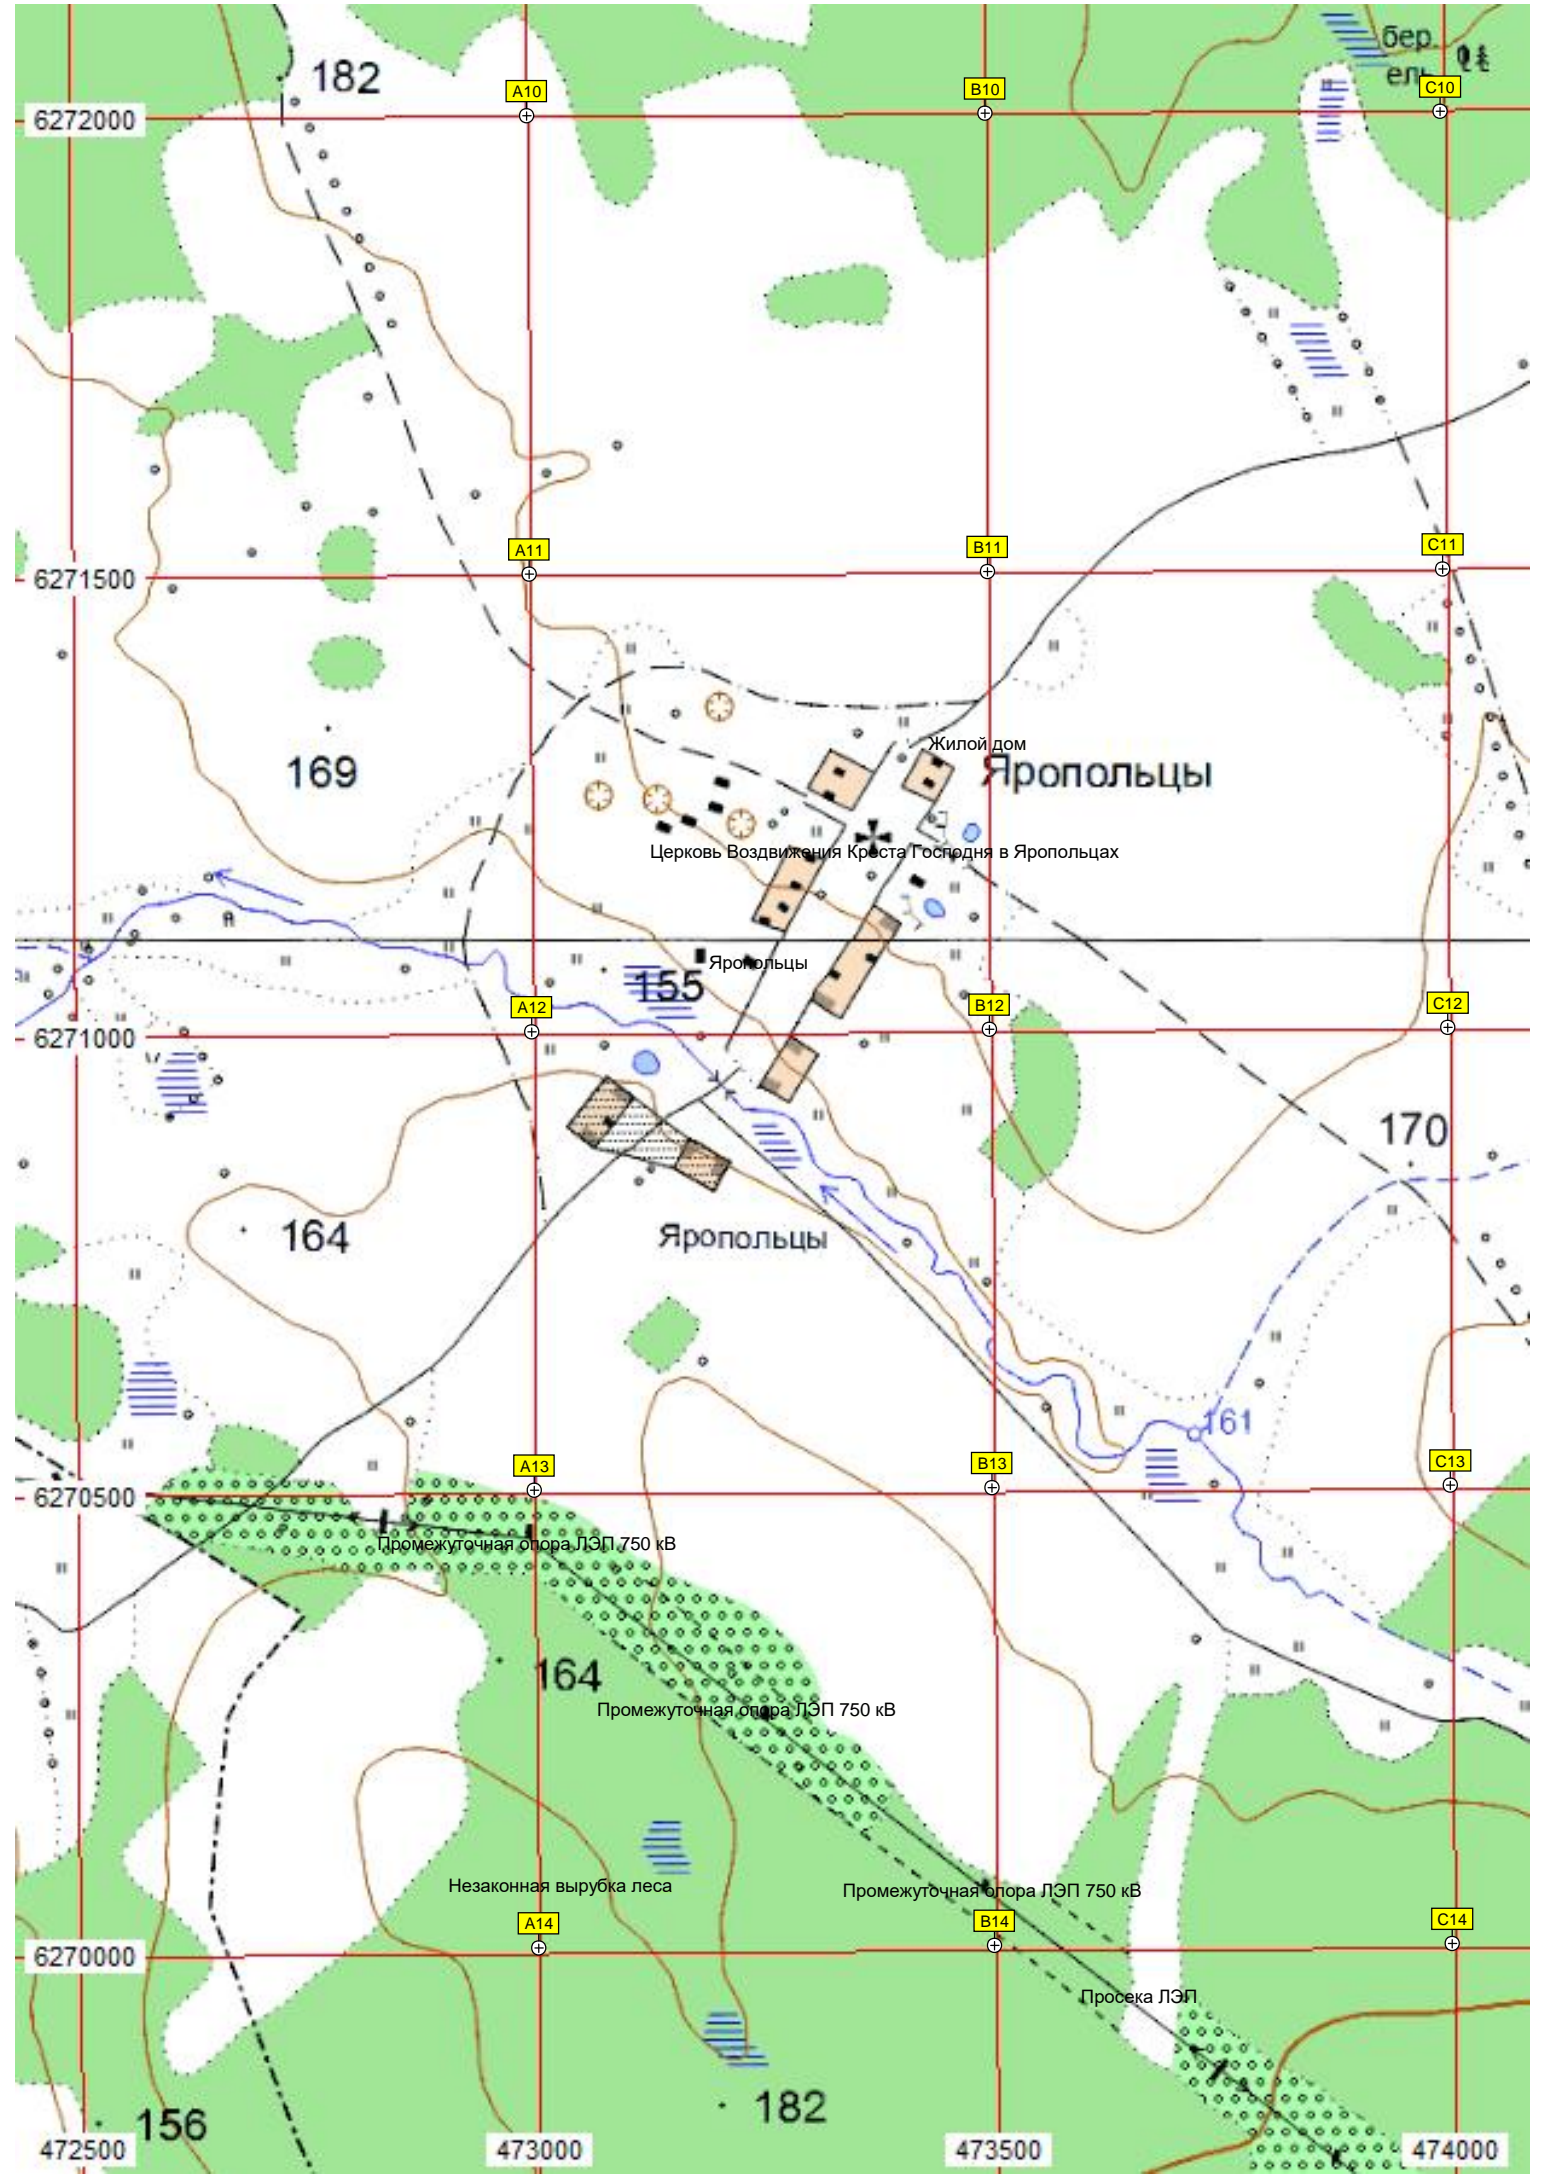 182
бер.
ель
A10
B10
C10
6272000
A11
B11
C11
6271500
Жилой дом
Яропольцы
169
Церковь Воздвижения Креста Господня в Яропольцах
Яропольцы
155
A12
B12
C12
6271000
170
164
Яропольцы
161
A13
B13
C13
6270500
Промежуточная опора ЛЭП 750 кВ
164
Промежуточная опора ЛЭП 750 кВ
Незаконная вырубка леса
Промежуточная опора ЛЭП 750 кВ
A14
B14
C14
6270000
Просека ЛЭП
182
156
472500
473000
473500
474000